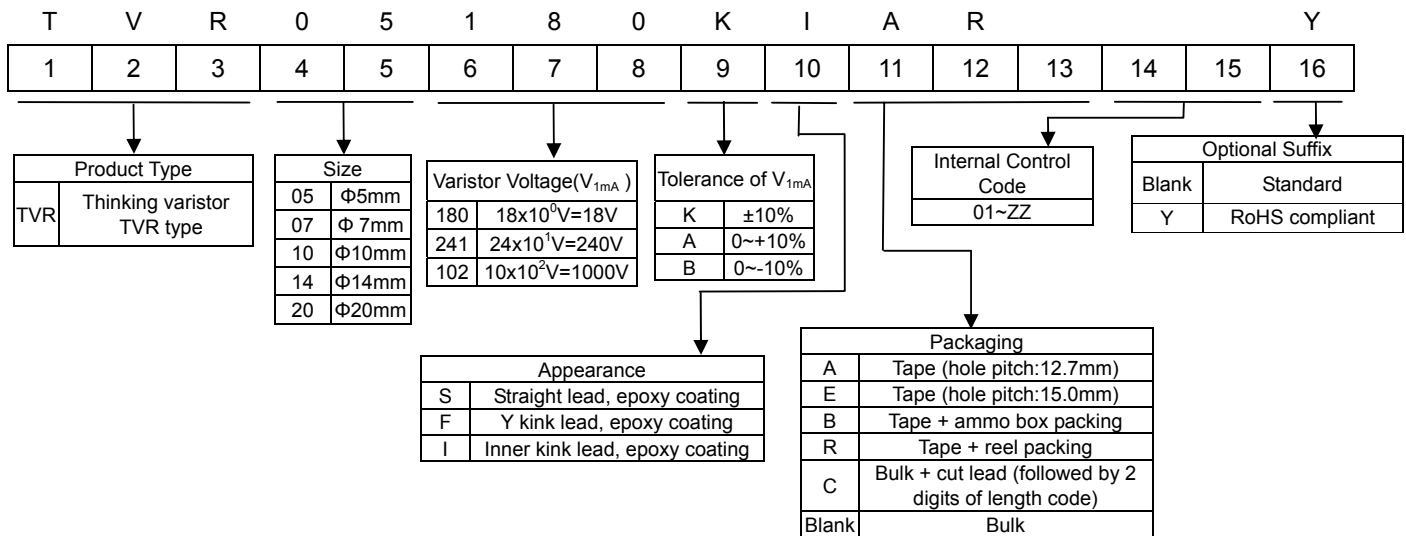 T V R 0 5 1 8 0 K I A R Y
1 2 3 4 5 6 7 8 9 10 11 12 13 14 15 16
Product Type
TVR Thinking varistor
TVR type
Size
05 Φ5mm
07 Φ 7mm
10 Φ10mm
14 Φ14mm
20 Φ20mm
Varistor Voltage(V1mA )
180 18x10⁰V=18V
241 24x10¹V=240V
102 10x10²V=1000V
Tolerance of V1mA
K ±10%
A 0~+10%
B 0~-10%
Internal Control
Code
01~ZZ
Optional Suffix
Blank Standard
Y RoHS compliant
Appearance
S Straight lead, epoxy coating
F Y kink lead, epoxy coating
I Inner kink lead, epoxy coating
Packaging
A Tape (hole pitch:12.7mm)
E Tape (hole pitch:15.0mm)
B Tape + ammo box packing
R Tape + reel packing
C Bulk + cut lead (followed by 2
digits of length code)
Blank Bulk